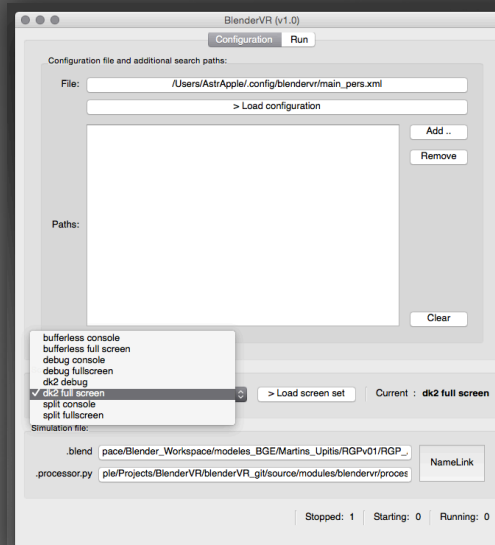 BlenderVR (v1.0)
Configuration Run
Configuration file and additional search paths:
File: /Users/AstrApple/.config/blendervr/main_pers.xml
> Load configuration
Add ..
Remove
Paths:
Clear
bufferless console
bufferless full screen
debug console
debug fullscreen
dk2 debug
✓ dk2 full screen
split console
split fullscreen
> Load screen set Current : dk2 full screen
Simulation file:
.blend pace/Blender_Workspace/modeles_BGE/Martins_Upitis/RGPv01/RGP_
.processor.py ple/Projects/BlenderVR/blenderVR_git/source/modules/blendervr/proces
NameLink
Stopped: 1 Starting: 0 Running: 0